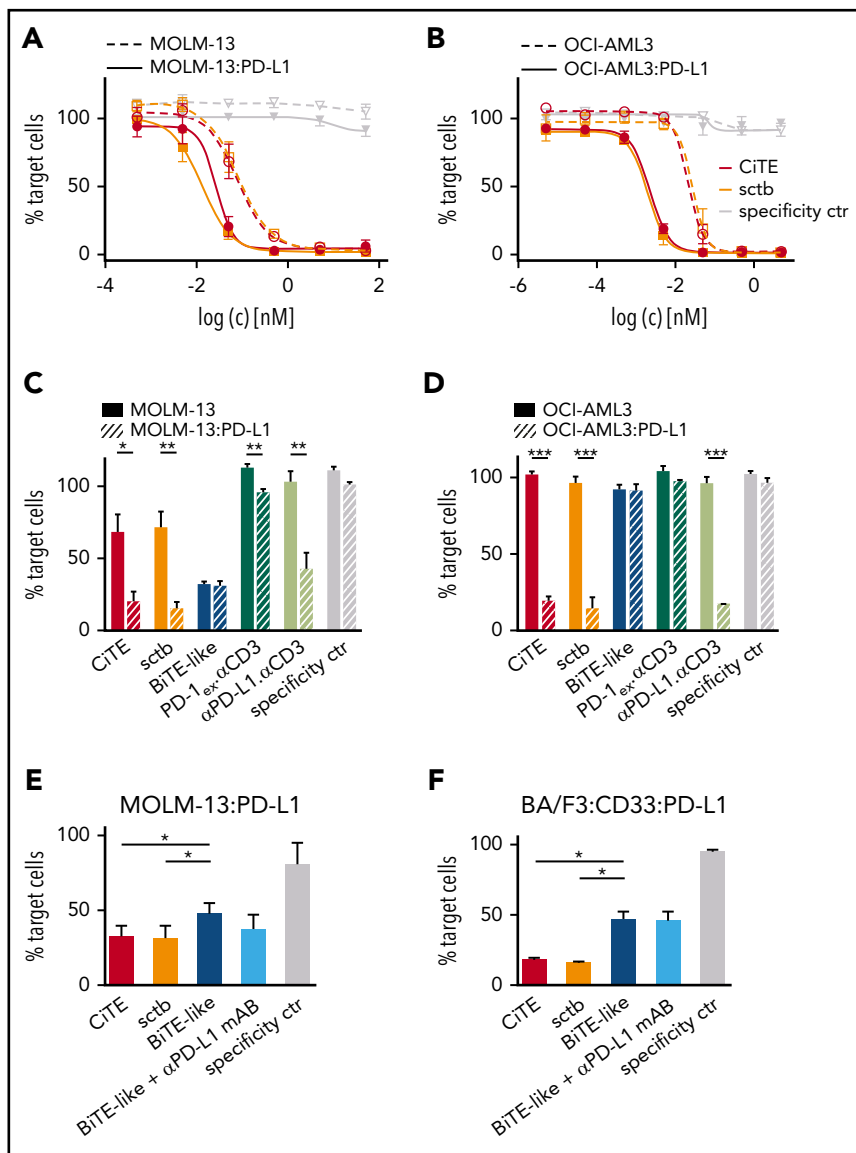 A
MOLM-13
MOLM-13:PD-L1
% target cells
100
50
0
-4
-2
0
2
log (c) [nM]
B
OCI-AML3
OCI-AML3:PD-L1
% target cells
100
50
0
-6
-4
-2
0
log (c) [nM]
CiTE
sctb
specificity ctr
C
MOLM-13
MOLM-13:PD-L1
* ** ** **
% target cells
100
50
0
CiTE
sctb
BiTE-like
PD-1ex.αCD3
αPD-L1.αCD3
specificity ctr
D
OCI-AML3
OCI-AML3:PD-L1
*** *** ***
% target cells
100
50
0
CiTE
sctb
BiTE-like
PD-1ex.αCD3
αPD-L1.αCD3
specificity ctr
E
MOLM-13:PD-L1
*
*
% target cells
100
50
0
CiTE
sctb
BiTE-like
BiTE-like + αPD-L1 mAB
specificity ctr
F
BA/F3:CD33:PD-L1
*
*
% target cells
100
50
0
CiTE
sctb
BiTE-like
BiTE-like + αPD-L1 mAB
specificity ctr